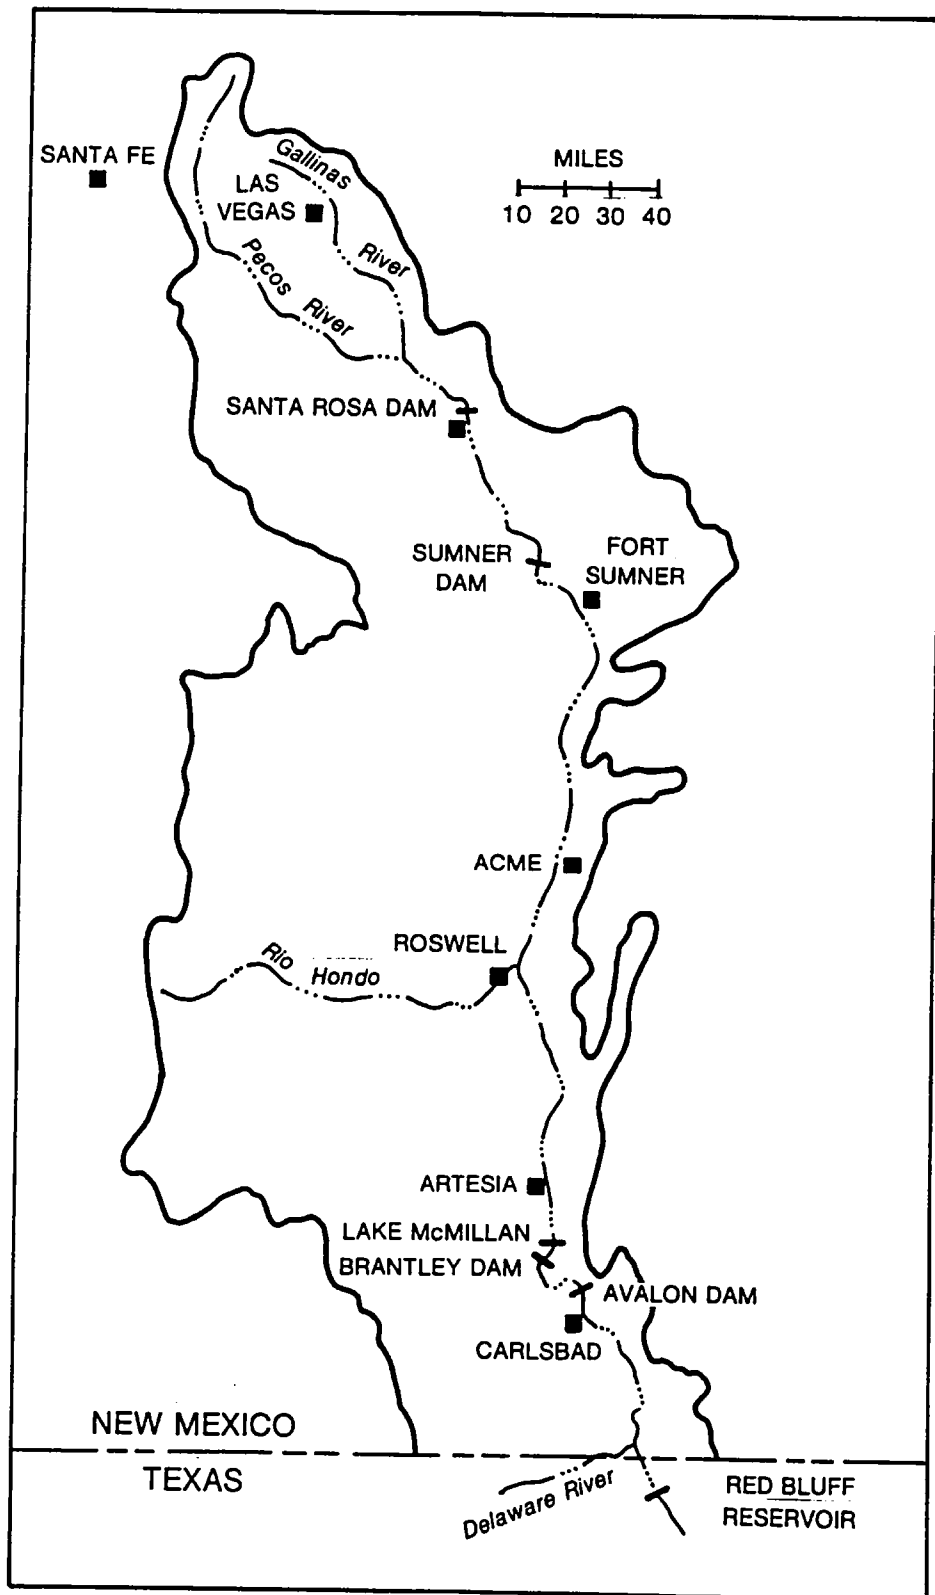 SANTA FE
Gallinas
LAS
VEGAS
MILES
10 20 30 40
Pecos
River
River
SANTA ROSA DAM
SUMNER
DAM
FORT
SUMNER
ACME
ROSWELL
Rio
Hondo
ARTESIA
LAKE McMILLAN
BRANTLEY DAM
AVALON DAM
CARLSBAD
NEW MEXICO
TEXAS
Delaware River
RED BLUFF
RESERVOIR